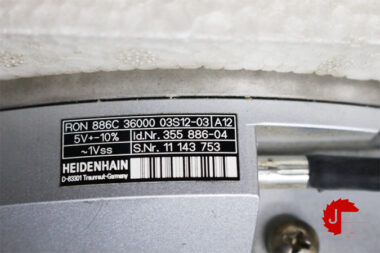 RON 886C 36000 03S12-03 A12
5V+-10% Id.Nr. 355 886-04
~1Vss S.Nr. 11 143 753
HEIDENHAIN
D-83301 Traunreut-Germany